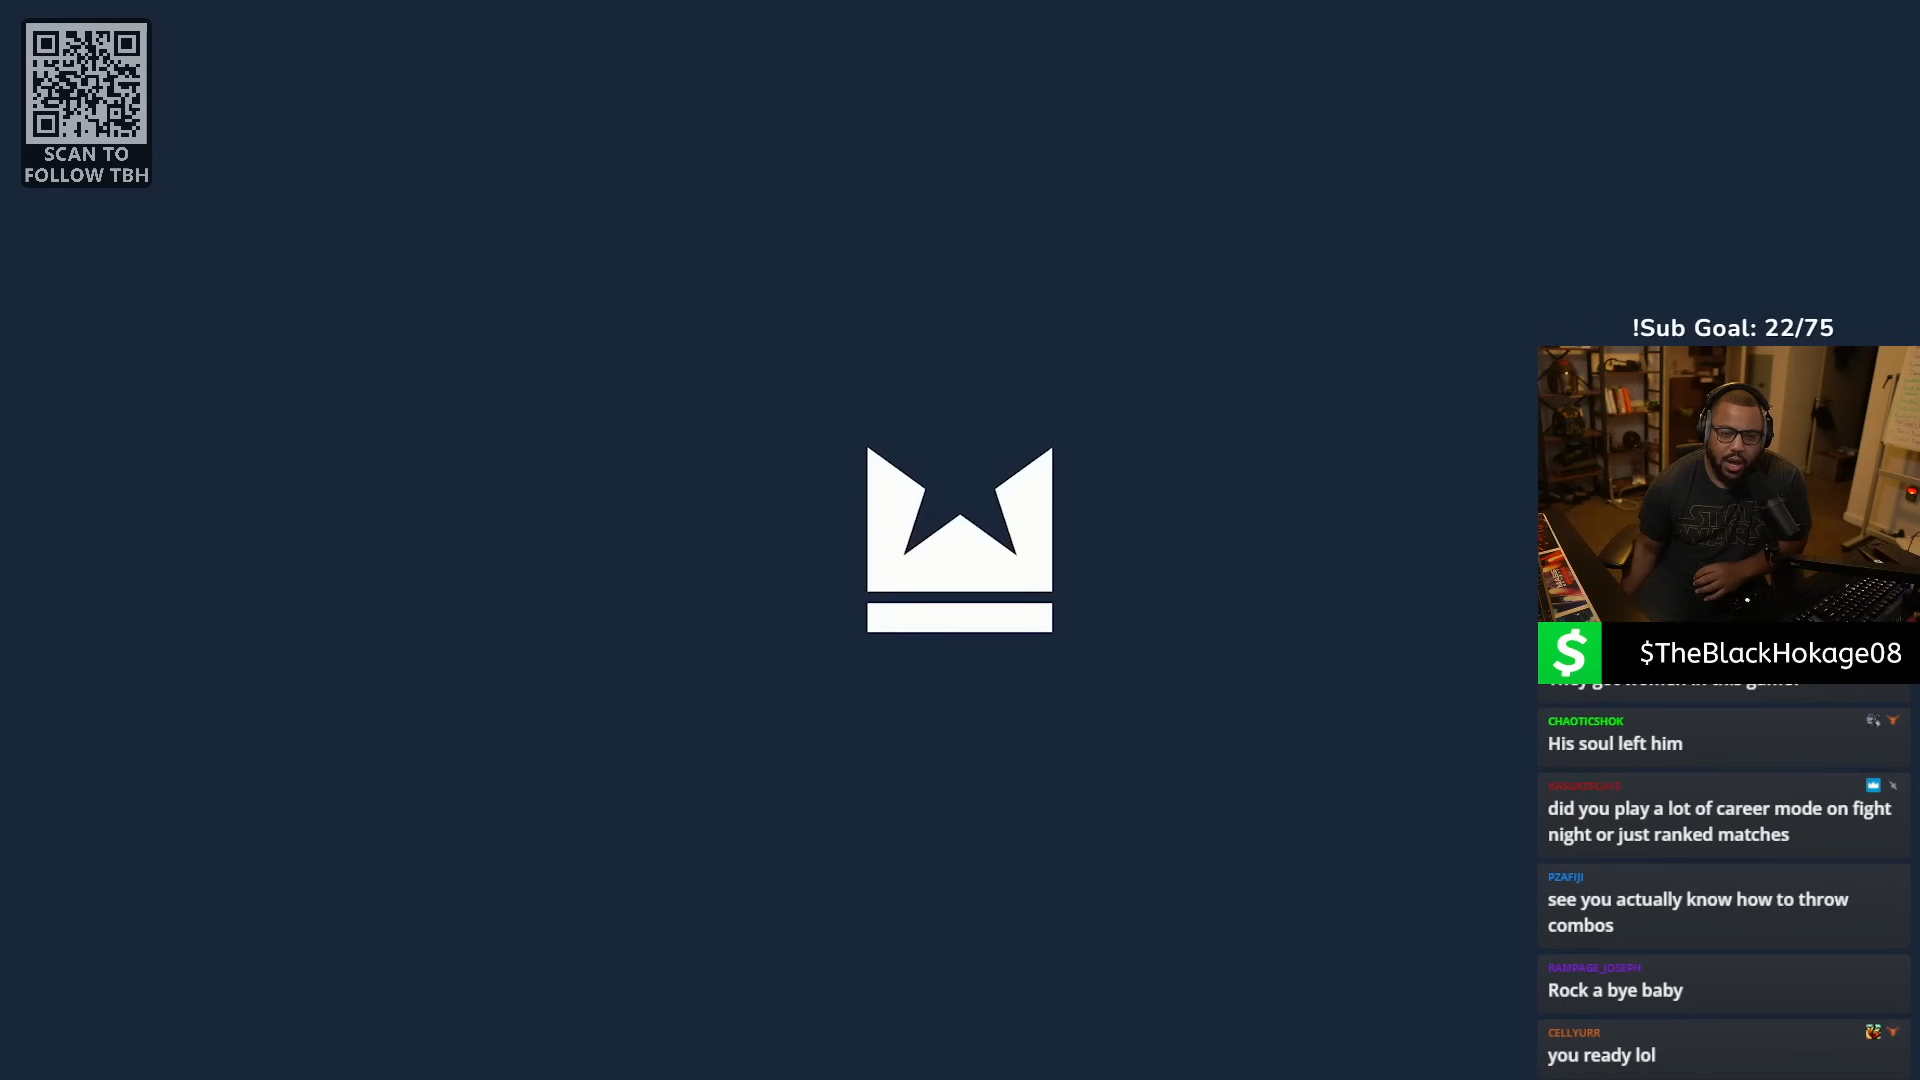 SCAN TO
FOLLOW TBH
!Sub Goal: 22/75
STAR
WARS
$
$TheBlackHokage08
CHAOTICSHOK
His soul left him
did you play a lot of career mode on fight
night or just ranked matches
PZAFIJI
see you actually know how to throw
combos
RAMPAGE_JOSEPH
Rock a bye baby
CELLYURR
you ready lol